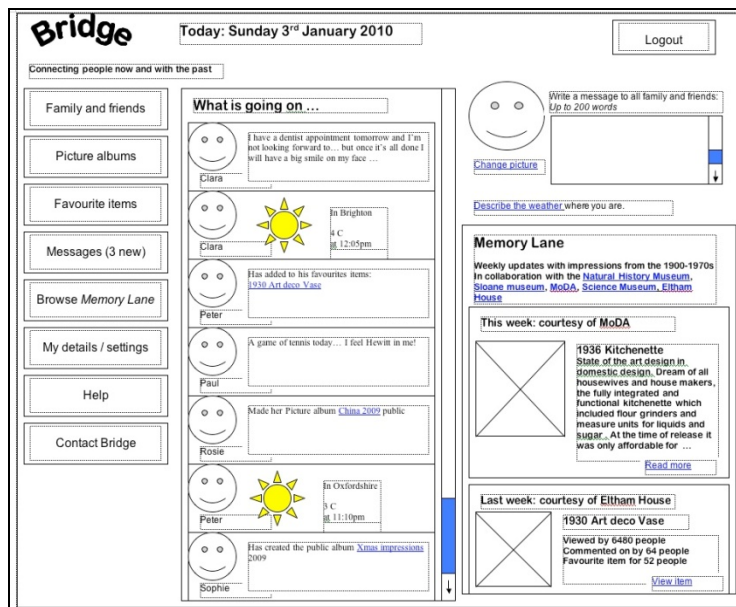 Bridge
Today: Sunday 3rd January 2010
Logout
Connecting people now and with the past
Family and friends
Picture albums
Favourite items
Messages (3 new)
Browse Memory Lane
My details / settings
Help
Contact Bridge
What is going on …
I have a dentist appointment tomorrow and I'm
not looking forward to… but once it's all done I
will have a big smile on my face …
Clara
In Brighton
4 C
at 12:05pm
Clara
Has added to his favourites items:
1930 Art deco Vase
Peter
A game of tennis today… I feel Hewitt in me!
Paul
Made her Picture album China 2009 public
Rosie
In Oxfordshire
3 C
at 11:10pm
Peter
Has created the public album Xmas impressions
2009
Sophie
Write a message to all family and friends:
Up to 200 words
Change picture
Describe the weather where you are.
Memory Lane
Weekly updates with impressions from the 1900-1970s
In collaboration with the Natural History Museum,
Sloane museum, MoDA, Science Museum, Eltham
House
This week: courtesy of MoDA
1936 Kitchenette
State of the art design in
domestic design. Dream of all
housewives and house makers,
the fully integrated and
functional kitchenette which
included flour grinders and
measure units for liquids and
sugar . At the time of release it
was only affordable for …
Read more
Last week: courtesy of Eltham House
1930 Art deco Vase
Viewed by 6480 people
Commented on by 64 people
Favourite item for 52 people
View item